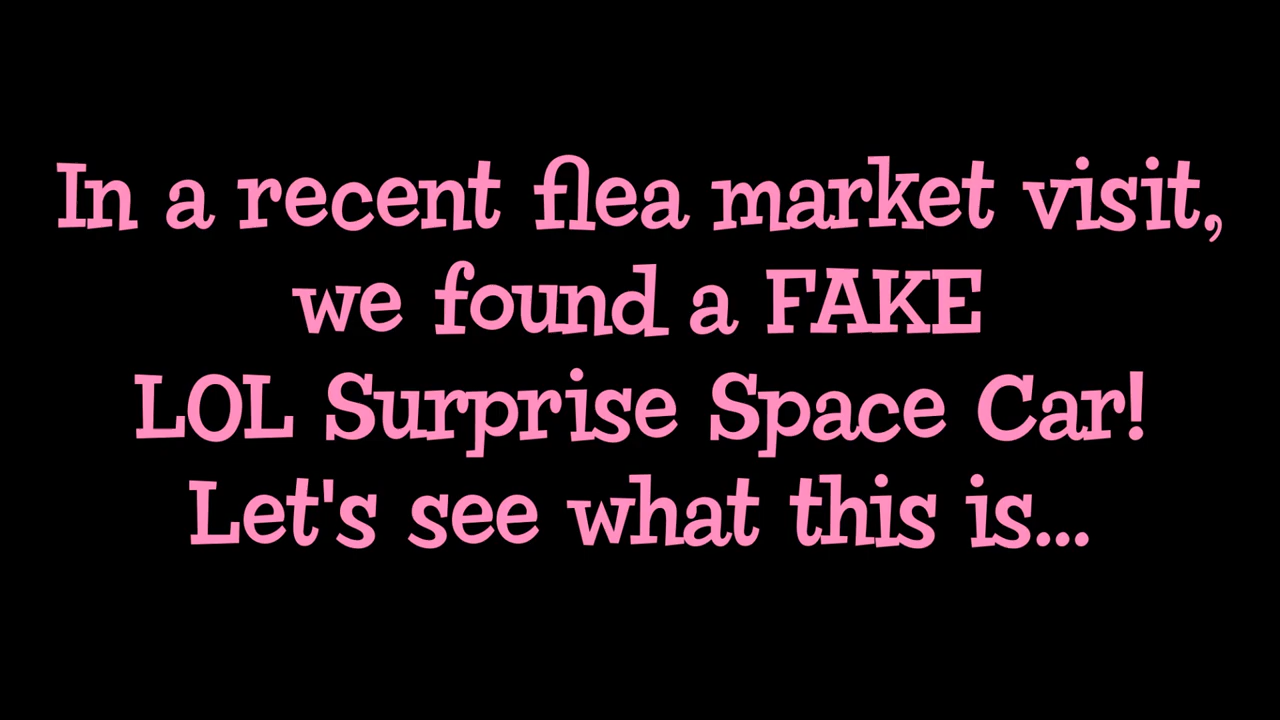 In a recent flea market visit,
we found a FAKE
LOL Surprise Space Car!
Let's see what this is...